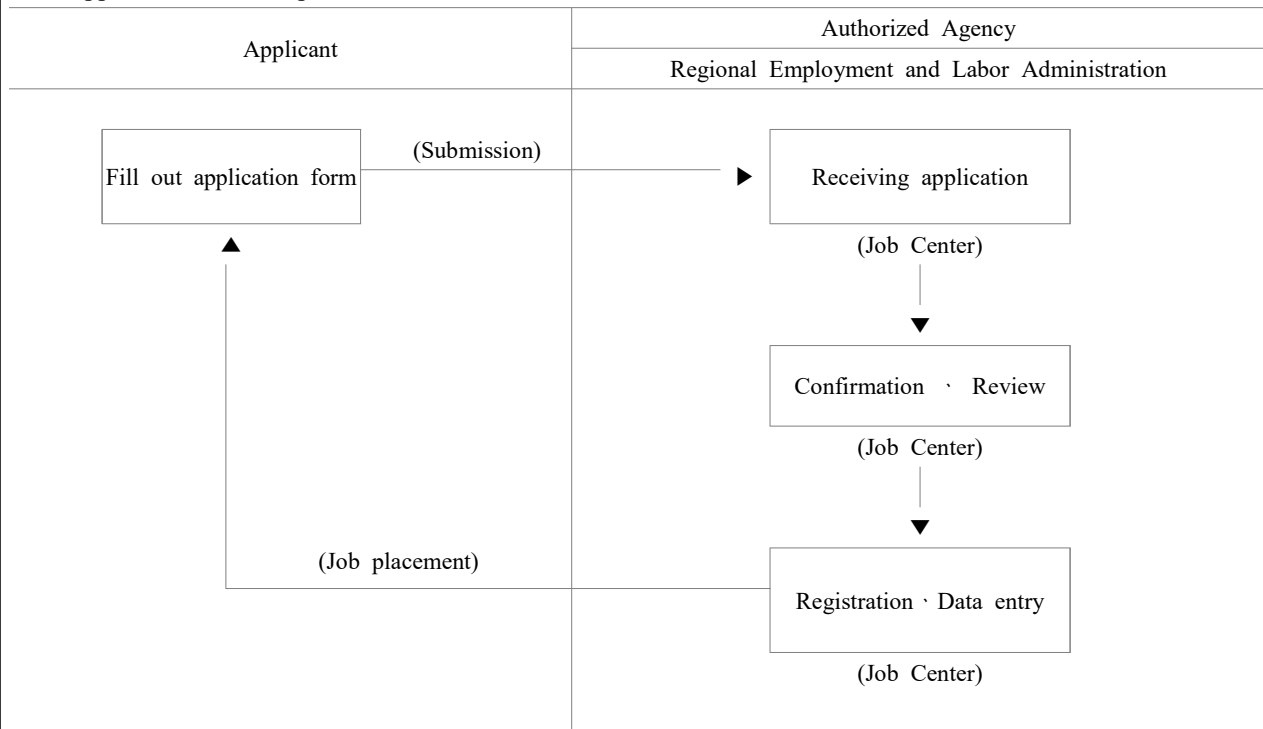 Applicant
Authorized Agency
Regional Employment and Labor Administration
Fill out application form
(Submission)
Receiving application
(Job Center)
Confirmation、 Review
(Job Center)
(Job placement)
Registration、Data entry
(Job Center)